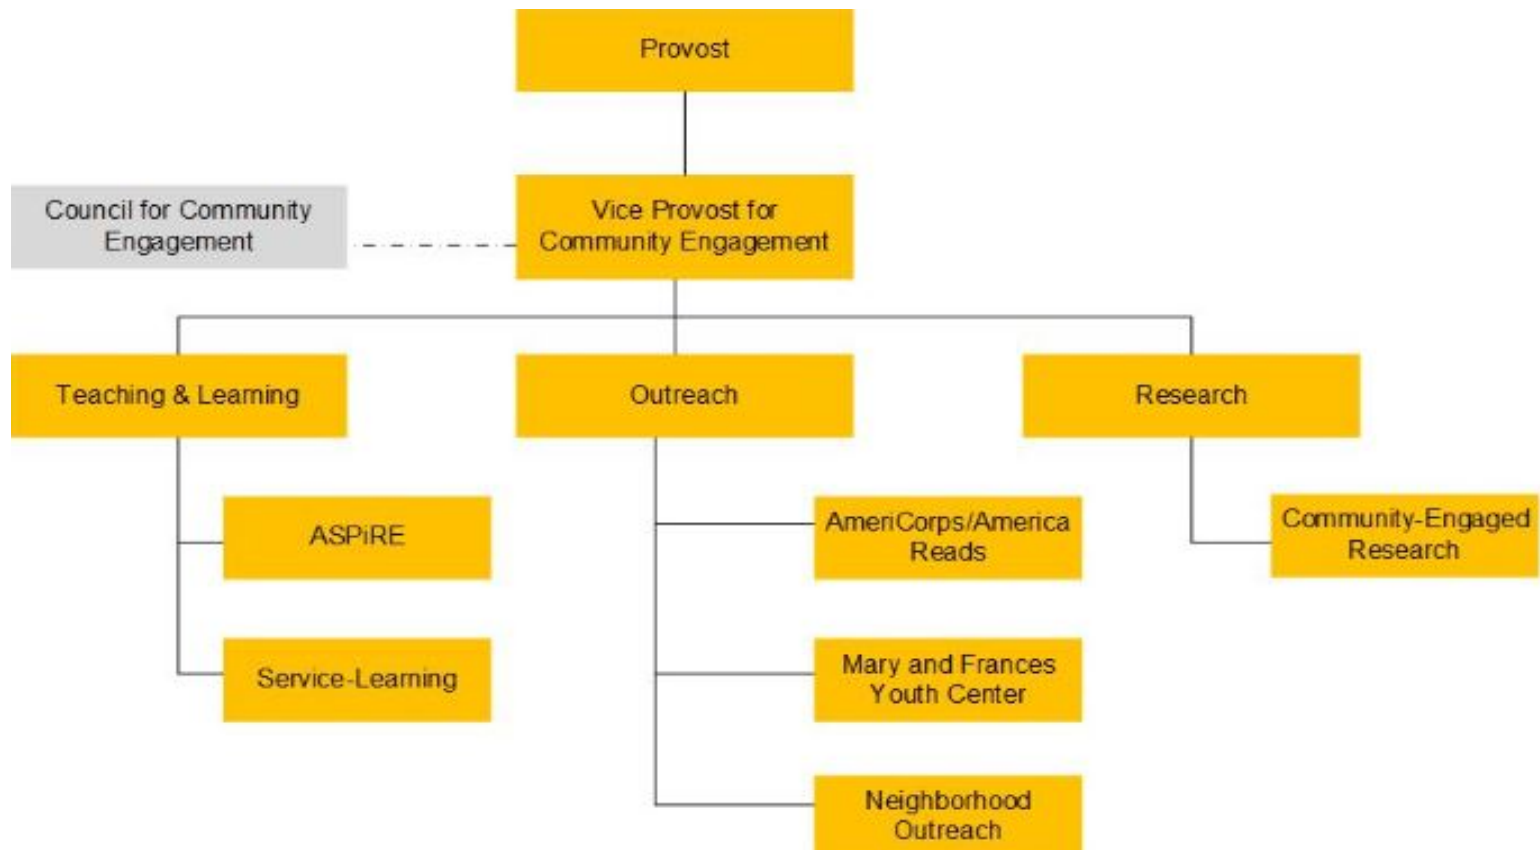 Provost
Council for Community
Engagement
Vice Provost for
Community Engagement
Teaching & Learning
Outreach
Research
ASPiRE
AmeriCorps/America
Reads
Community-Engaged
Research
Service-Learning
Mary and Frances
Youth Center
Neighborhood
Outreach